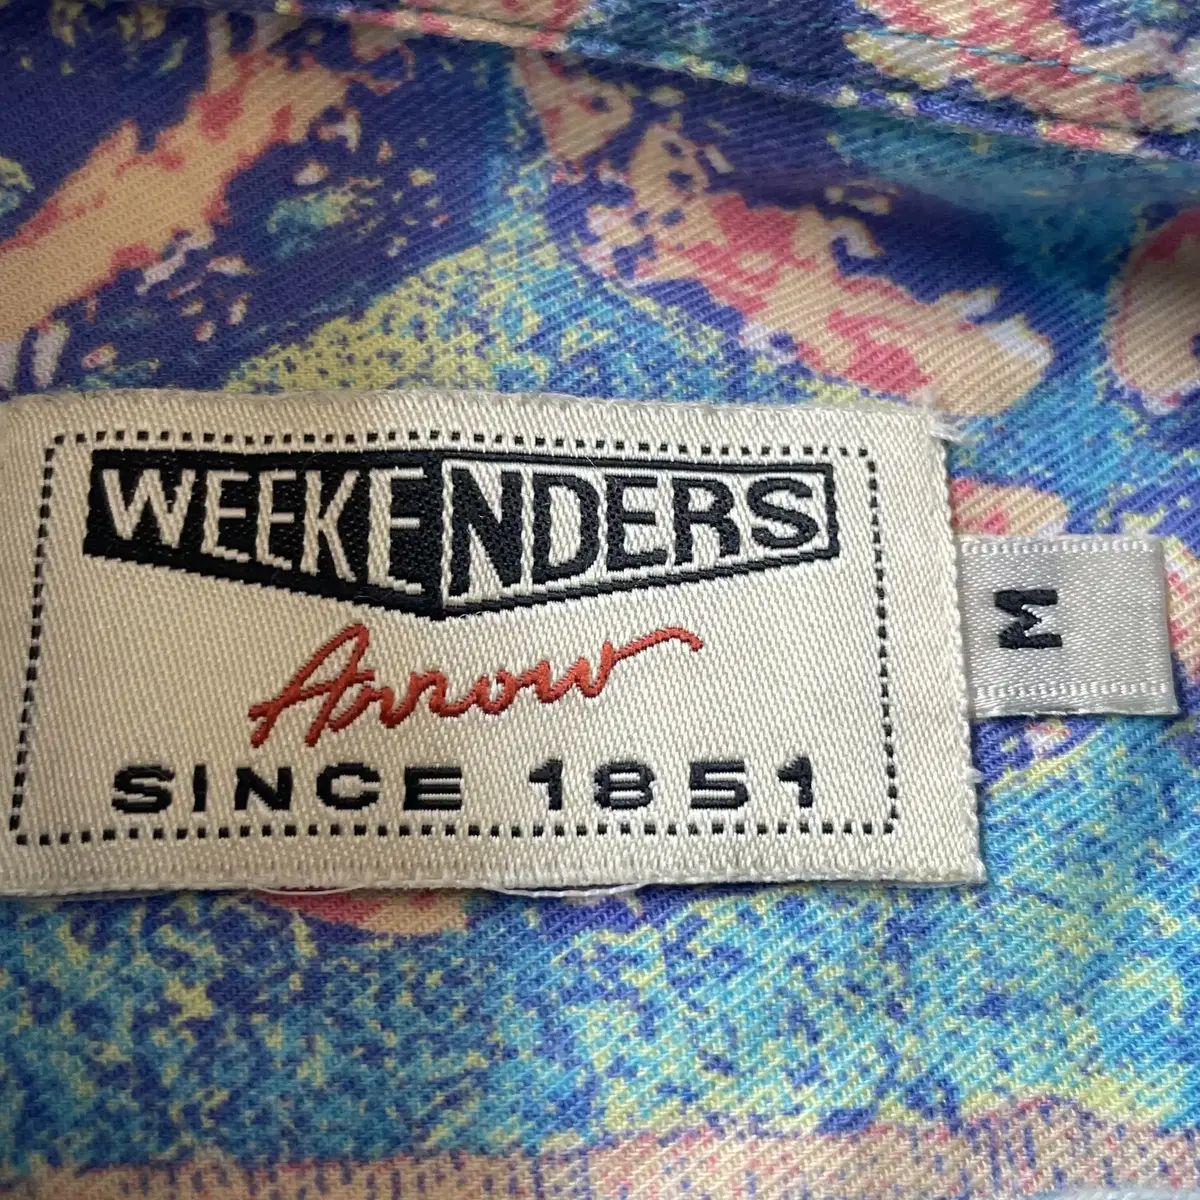 WEEKENDERS
Arrow
SINCE 1851
M